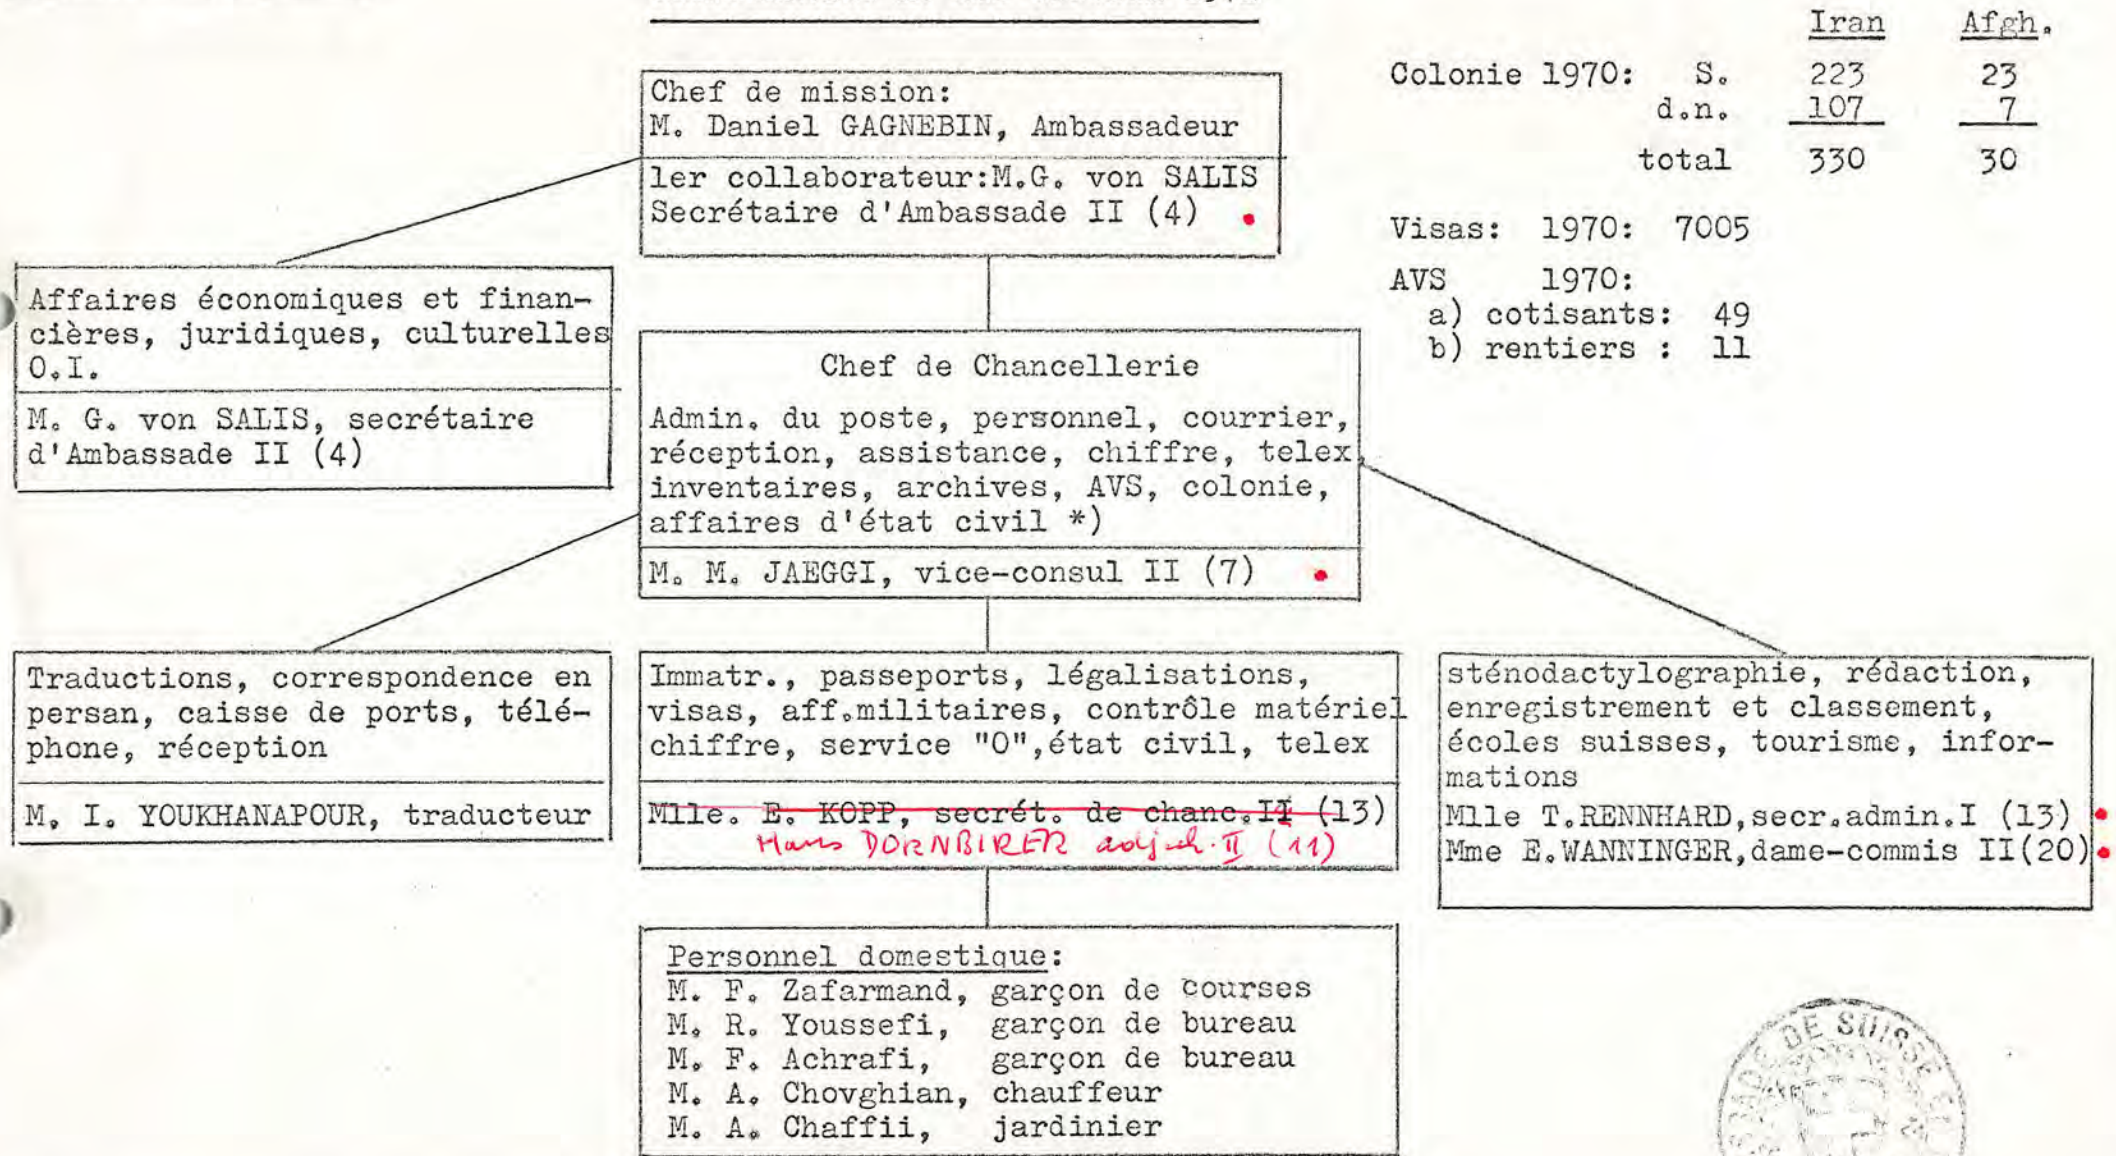 Iran Afgh.
Colonie 1970: S. 223 23
d.n. 107 7
total 330 30
Visas: 1970: 7005
AVS 1970:
a) cotisants: 49
b) rentiers : 11
Chef de mission:
M. Daniel GAGNEBIN, Ambassadeur
1er collaborateur:M.G. von SALIS
Secrétaire d'Ambassade II (4)
Affaires économiques et finan-
cières, juridiques, culturelles
O.I.
M. G. von SALIS, secrétaire
d'Ambassade II (4)
Chef de Chancellerie
Admin. du poste, personnel, courrier,
réception, assistance, chiffre, telex,
inventaires, archives, AVS, colonie,
affaires d'état civil *)
M. M. JAEGGI, vice-consul II (7)
Traductions, correspondence en
persan, caisse de ports, télé-
phone, réception
M. I. YOUKHANAPOUR, traducteur
Immatr., passeports, légalisations,
visas, aff.militaires, contrôle matériel
chiffre, service "O",état civil, telex
Mlle. E. KOPP, secrét. de chanc.II (13)
Hans DORNBIRER adj.ch. II (11)
sténodactylographie, rédaction,
enregistrement et classement,
écoles suisses, tourisme, infor-
mations
Mlle T.RENNHARD,secr.admin.I (13)
Mme E.WANNINGER,dame-commis II(20)
Personnel domestique:
M. F. Zafarmand, garçon de courses
M. R. Youssefi, garçon de bureau
M. F. Achrafi, garçon de bureau
M. A. Chovghian, chauffeur
M. A. Chaffii, jardinier
DE SUISSE